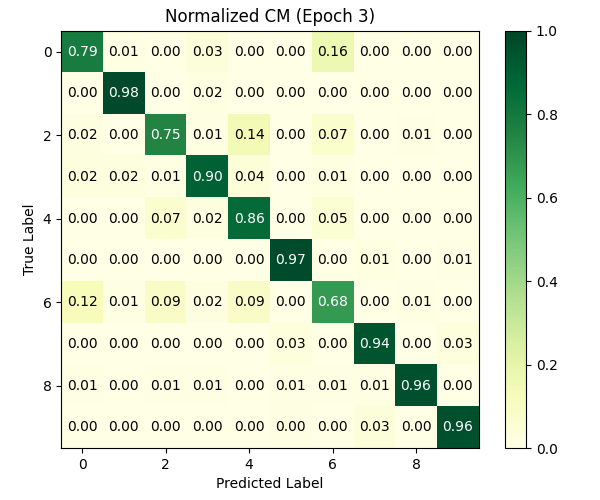 Normalized CM (Epoch 3)
0 0.79 0.01 0.00 0.03 0.00 0.00 0.16 0.00 0.00 0.00
0.00 0.98 0.00 0.02 0.00 0.00 0.00 0.00 0.00 0.00
2 0.02 0.00 0.75 0.01 0.14 0.00 0.07 0.00 0.01 0.00
0.02 0.02 0.01 0.90 0.04 0.00 0.01 0.00 0.00 0.00
4 0.00 0.00 0.07 0.02 0.86 0.00 0.05 0.00 0.00 0.00
0.00 0.00 0.00 0.00 0.00 0.97 0.00 0.01 0.00 0.01
6 0.12 0.01 0.09 0.02 0.09 0.00 0.68 0.00 0.01 0.00
0.00 0.00 0.00 0.00 0.00 0.03 0.00 0.94 0.00 0.03
8 0.01 0.00 0.01 0.01 0.00 0.01 0.01 0.01 0.96 0.00
0.00 0.00 0.00 0.00 0.00 0.00 0.00 0.03 0.00 0.96
0 2 4 6 8
Predicted Label
True Label
1.0
0.8
0.6
0.4
0.2
0.0